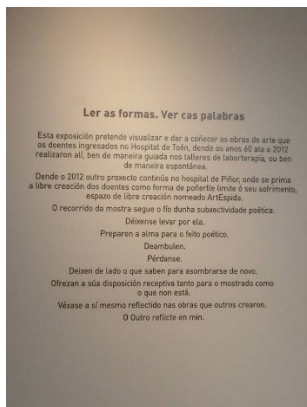 Ler as formas. Ver cas palabras
Esta exposición pretende visualizar e dar a coñecer as obras de arte que
os doentes ingresados no Hospital de Toén, dende os anos 60 ata o 2012
realizaron alí, ben de maneira guiada nos talleres de laborterapia, ou ben
de maneira espontánea.
Dende o 2012 outro proxecto continúa no hospital de Piñor, onde se prima
a libre creación dos doentes como forma de poñerlle límite ó seu sufrimento,
espazo de libre creación nomeado ArtEspido.
O recorrido da mostra segue o fío dunha subxectividade poética.
Déixense levar por ela.
Preparen a alma para o feito poético.
Deambulen.
Pérdanse.
Deixen de lado o que saben para asombrarse de novo.
Ofrezan a súa disposición receptiva tanto para o mostrado como
o que non está.
Véxase a sí mesmo reflectido nas obras que outros crearon.
O Outro reflicte en min.